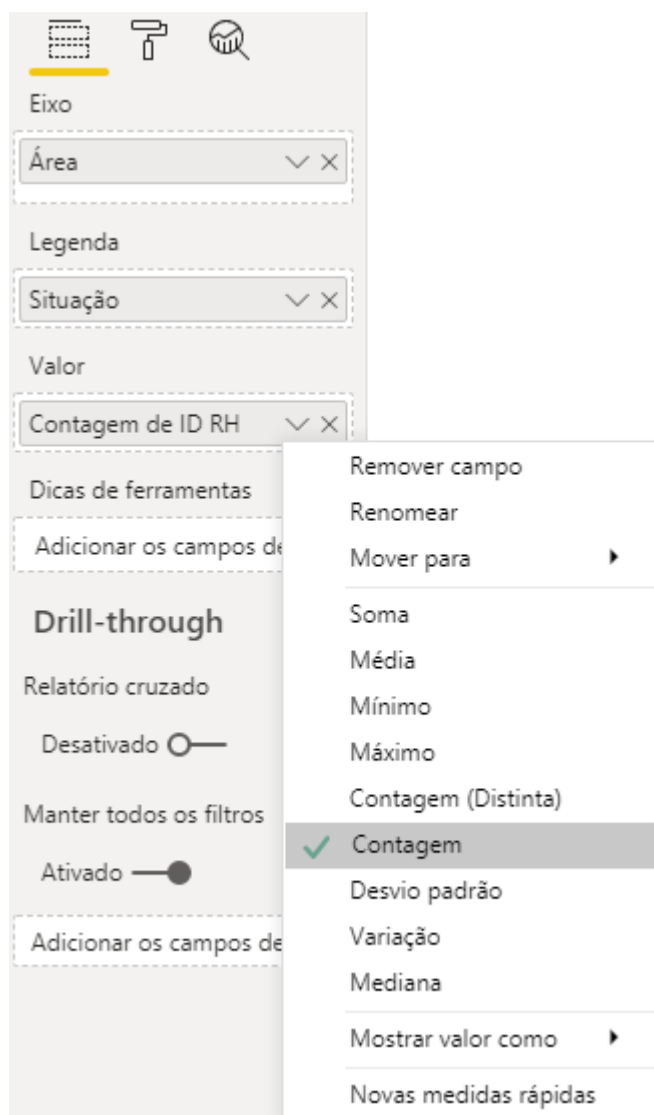 Eixo
Área
Legenda
Situação
Valor
Contagem de ID RH
Dicas de ferramentas
Adicionar os campos de
Drill-through
Relatório cruzado
Desativado
Manter todos os filtros
Ativado
Adicionar os campos de
Remover campo
Renomear
Mover para
Soma
Média
Mínimo
Máximo
Contagem (Distinta)
Contagem
Desvio padrão
Variação
Mediana
Mostrar valor como
Novas medidas rápidas